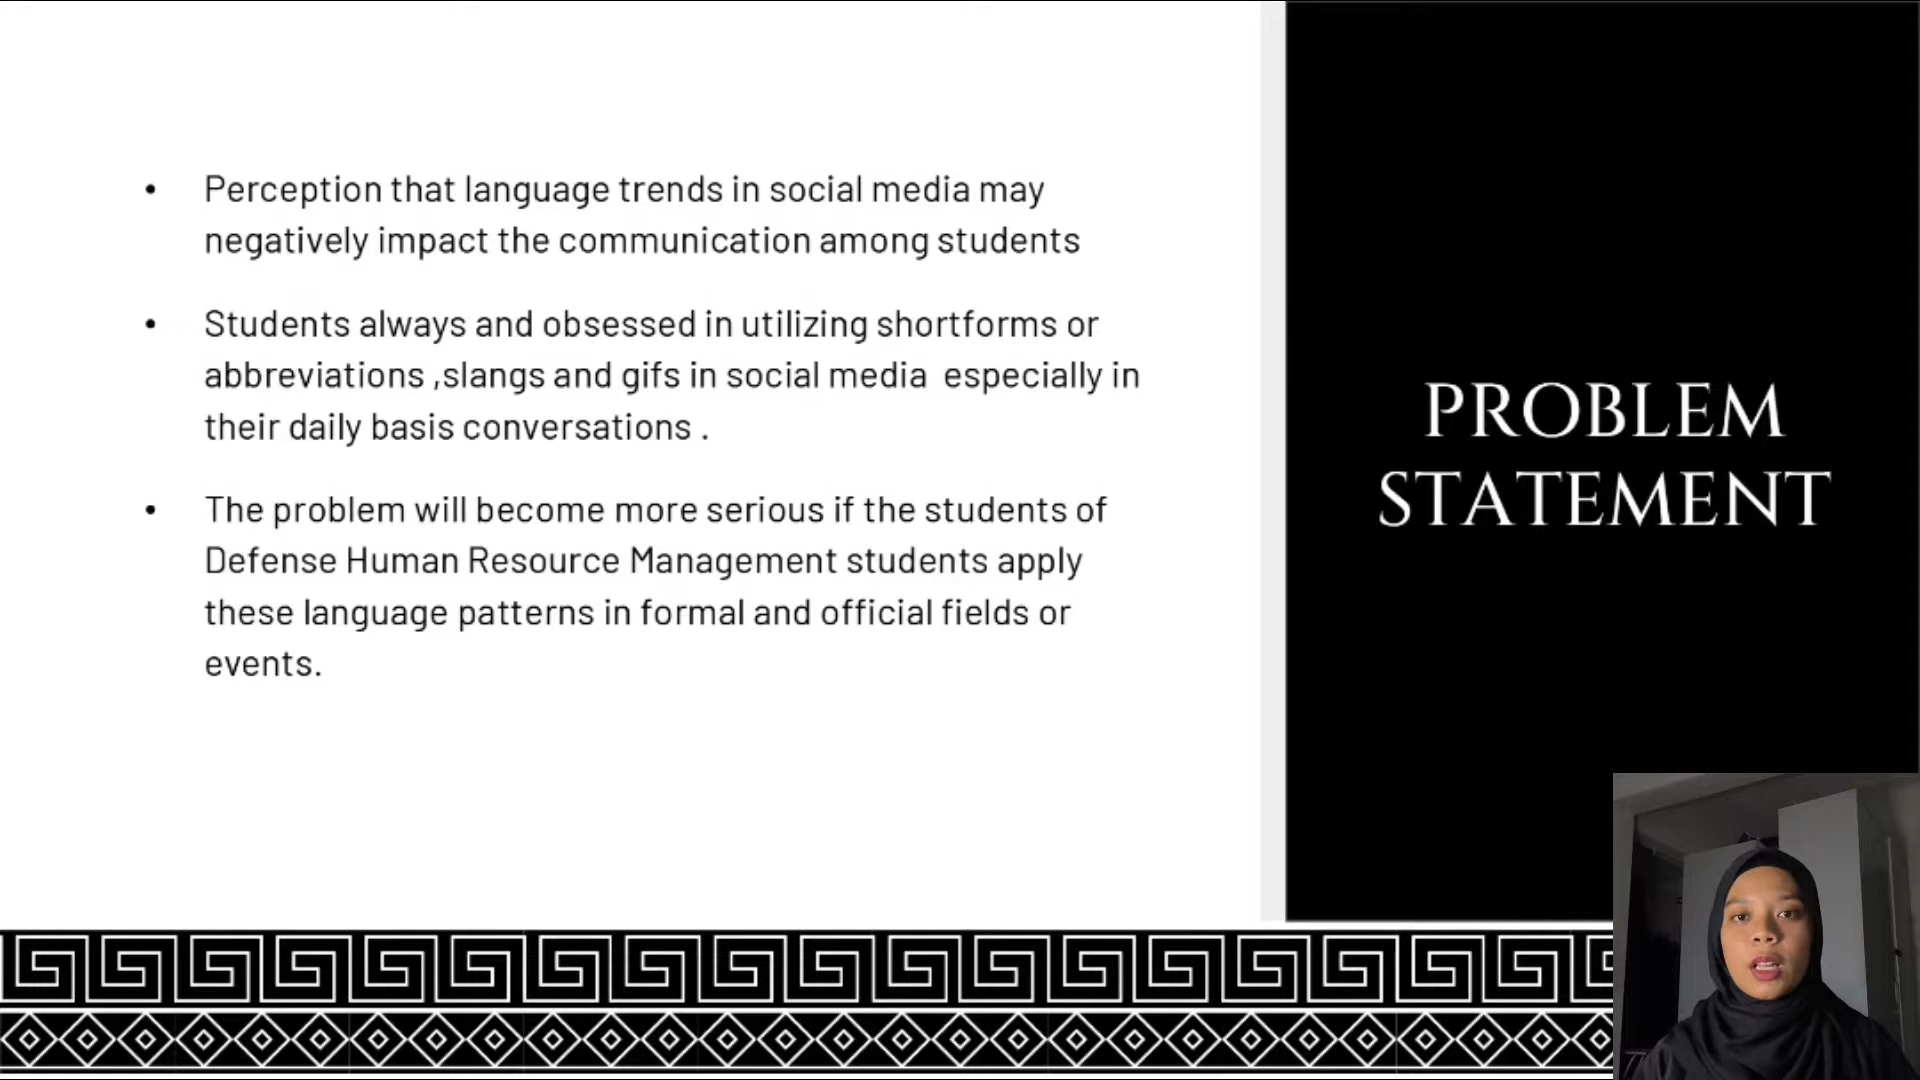 • Perception that language trends in social media may
negatively impact the communication among students
• Students always and obsessed in utilizing shortforms or
abbreviations ,slangs and gifs in social media  especially in
their daily basis conversations .
• The problem will become more serious if the students of
Defense Human Resource Management students apply
these language patterns in formal and official fields or
events.
PROBLEM
STATEMENT